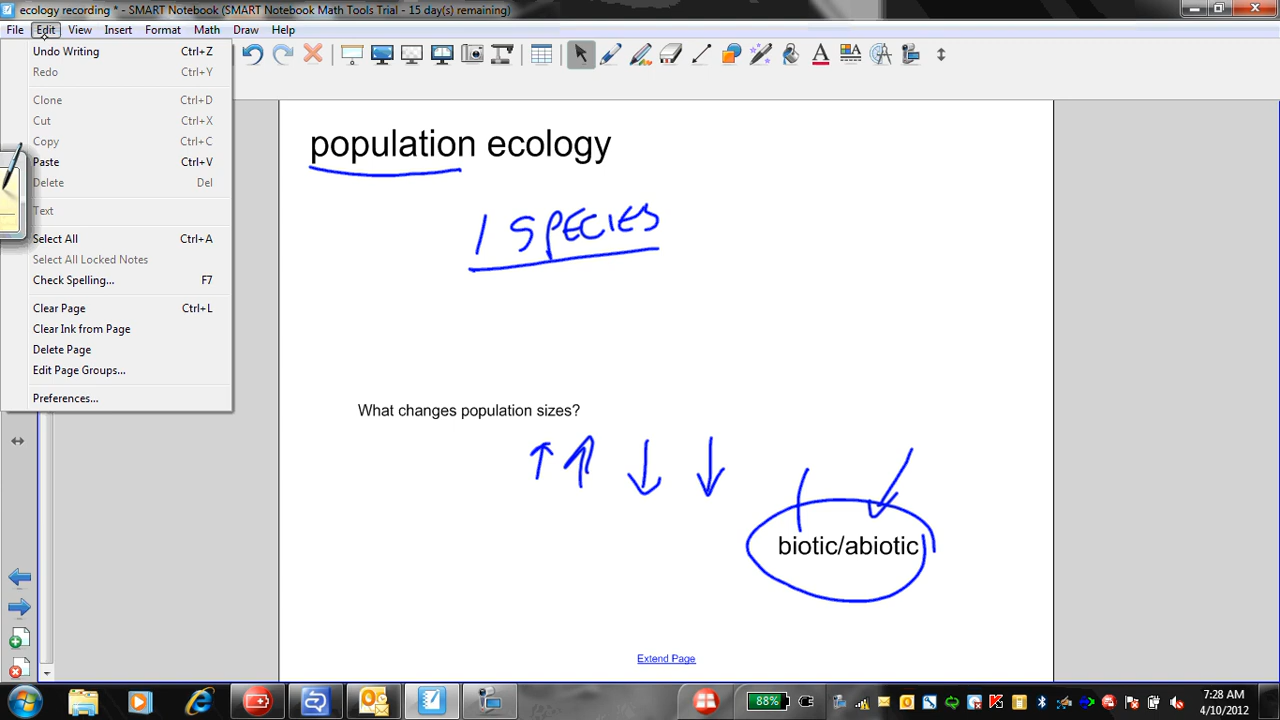 ecology recording * - SMART Notebook (SMART Notebook Math Tools Trial - 15 day(s) remaining)
File Edit View Insert Format Math Draw Help
Undo Writing Ctrl+Z
Redo Ctrl+Y
Clone Ctrl+D
Cut Ctrl+X
Copy Ctrl+C
Paste Ctrl+V
Delete Del
Text
Select All Ctrl+A
Select All Locked Notes
Check Spelling... F7
Clear Page Ctrl+L
Clear Ink from Page
Delete Page
Edit Page Groups...
Preferences...
population ecology
1 SPECIES
What changes population sizes?
biotic/abiotic
Extend Page
88%
7:28 AM
4/10/2012